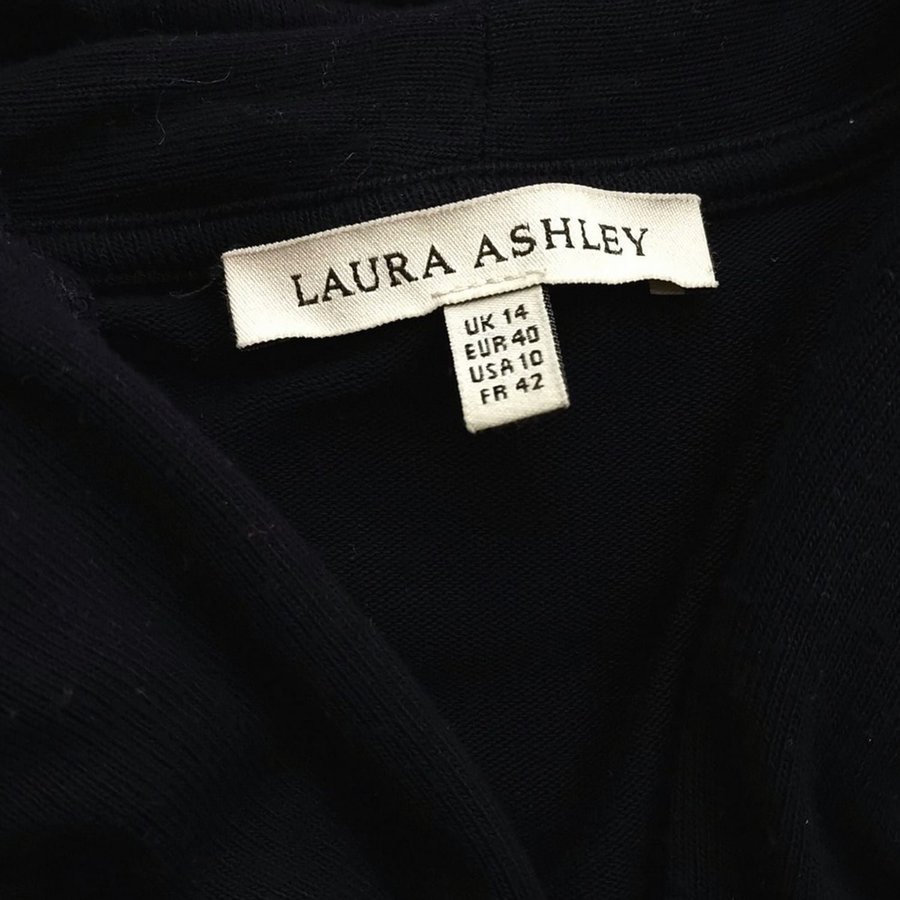 LAURA ASHLEY
UK 14
EUR 40
USA 10
FR 42